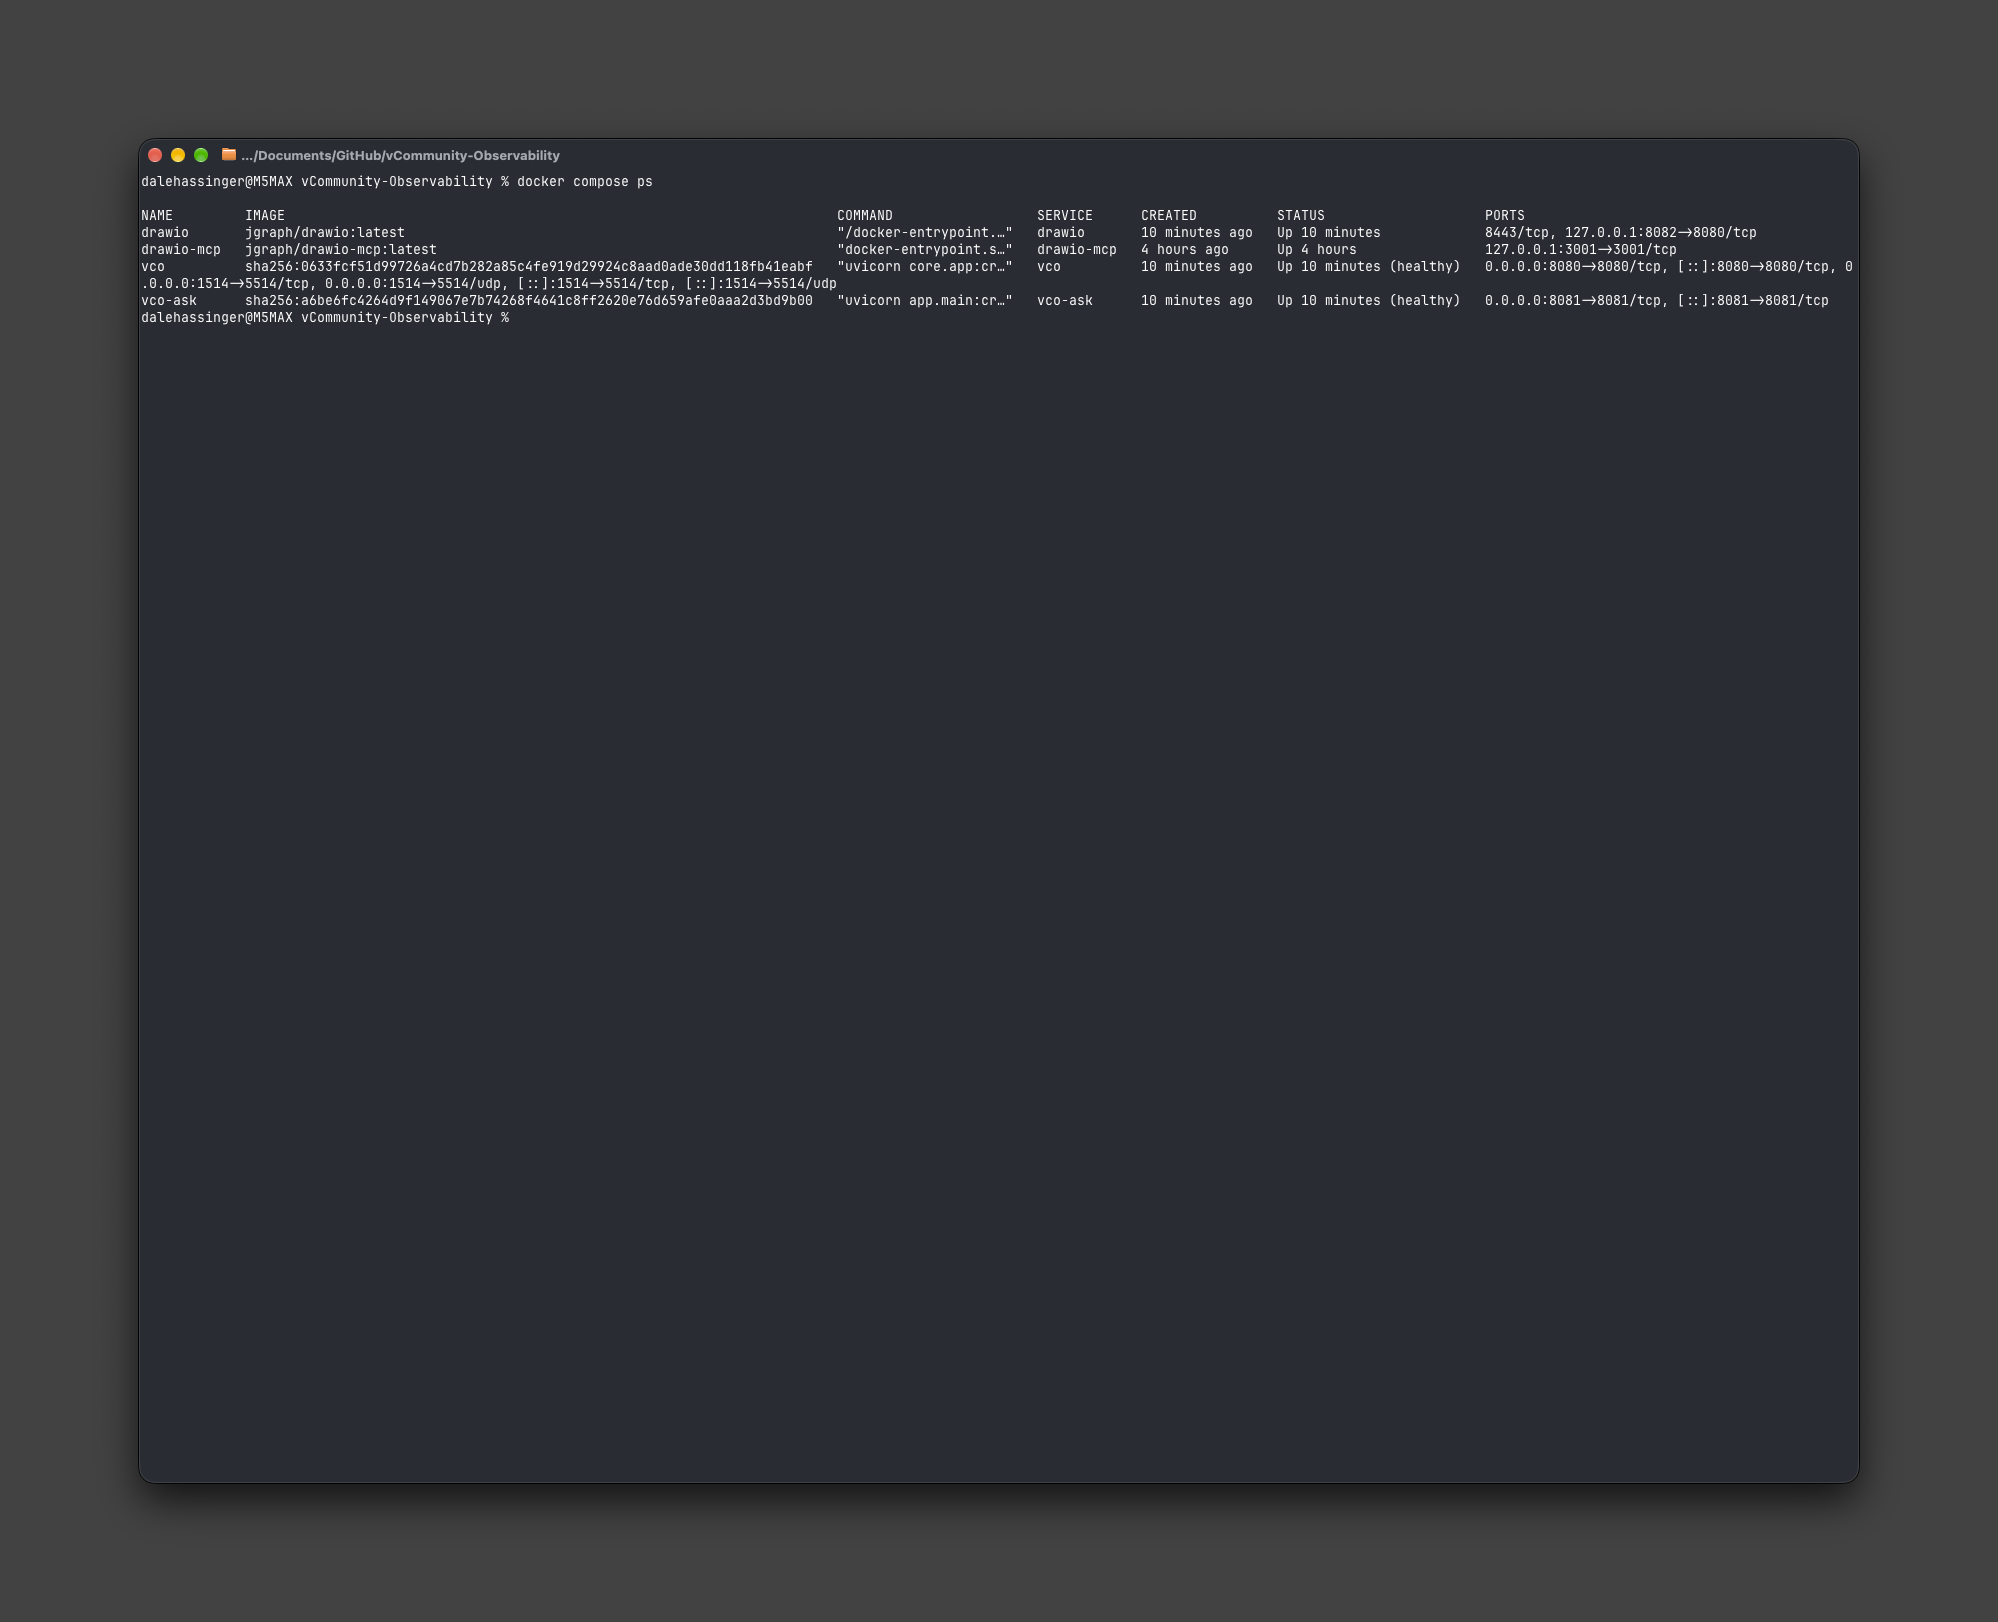 .../Documents/GitHub/vCommunity-Observability
dalehassinger@M5MAX vCommunity-Observability % docker compose ps
NAME IMAGE COMMAND SERVICE CREATED STATUS PORTS
drawio jgraph/drawio:latest "/docker-entrypoint.…" drawio 10 minutes ago Up 10 minutes 8443/tcp, 127.0.0.1:8082->8080/tcp
drawio-mcp jgraph/drawio-mcp:latest "docker-entrypoint.s…" drawio-mcp 4 hours ago Up 4 hours 127.0.0.1:3001->3001/tcp
vco sha256:0633fcf51d99726a4cd7b282a85c4fe919d29924c8aad0ade30dd118fb41eabf "uvicorn core.app:cr…" vco 10 minutes ago Up 10 minutes (healthy) 0.0.0.0:8080->8080/tcp, [::]:8080->8080/tcp, 0
.0.0.0:1514->5514/tcp, 0.0.0.0:1514->5514/udp, [::]:1514->5514/tcp, [::]:1514->5514/udp
vco-ask sha256:a6be6fc4264d9f149067e7b74268f4641c8ff2620e76d659afe0aaa2d3bd9b00 "uvicorn app.main:cr…" vco-ask 10 minutes ago Up 10 minutes (healthy) 0.0.0.0:8081->8081/tcp, [::]:8081->8081/tcp
dalehassinger@M5MAX vCommunity-Observability %